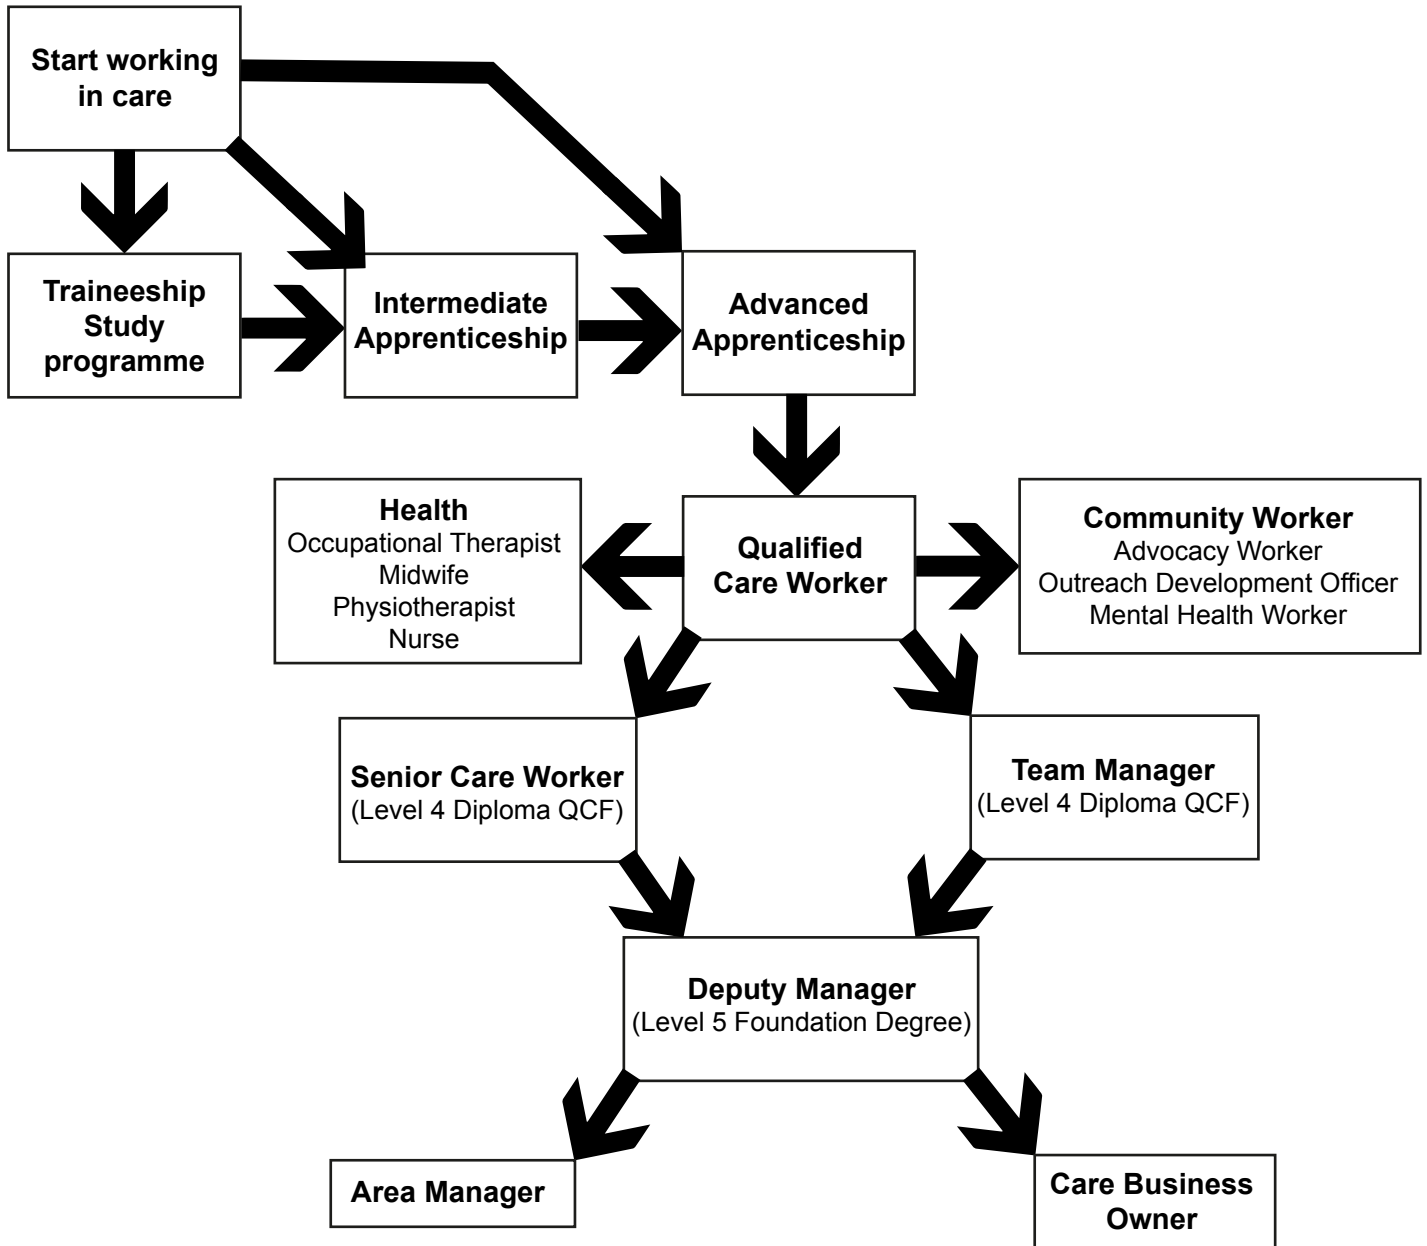 Start working
in care
Traineeship
Study
programme
Intermediate
Apprenticeship
Advanced
Apprenticeship
Health
Occupational Therapist
Midwife
Physiotherapist
Nurse
Qualified
Care Worker
Community Worker
Advocacy Worker
Outreach Development Officer
Mental Health Worker
Senior Care Worker
(Level 4 Diploma QCF)
Team Manager
(Level 4 Diploma QCF)
Deputy Manager
(Level 5 Foundation Degree)
Area Manager
Care Business
Owner